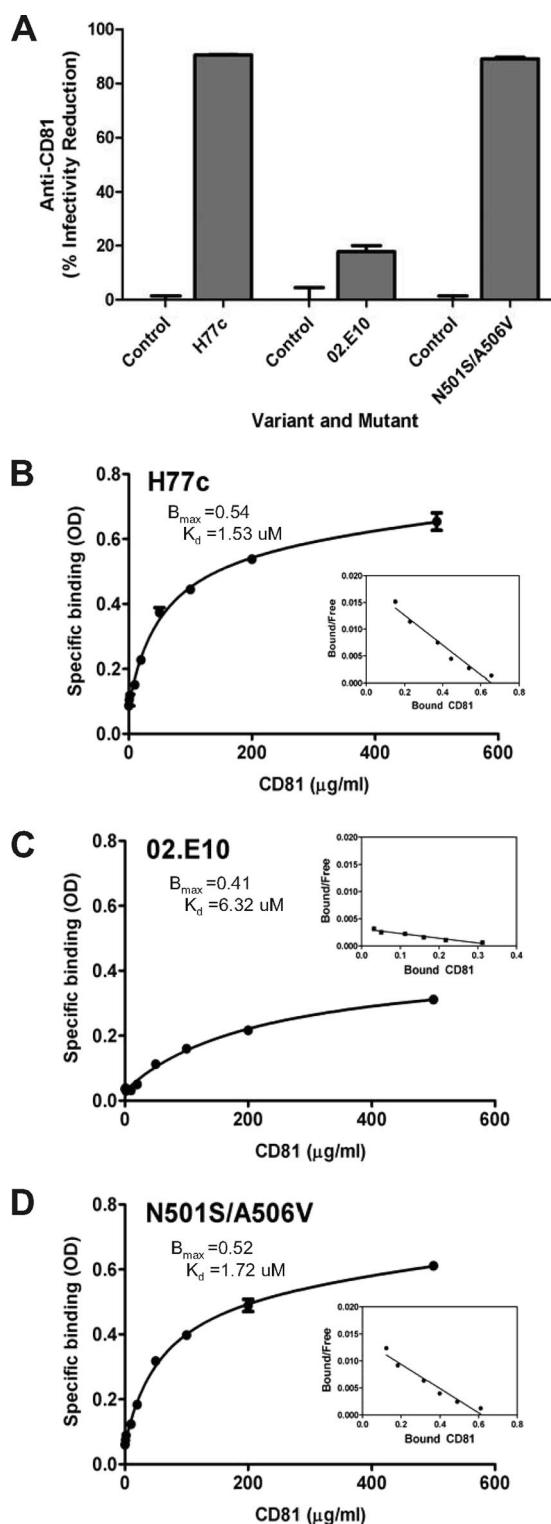 A
Anti-CD81
(% Infectivity Reduction)
100
80
60
40
20
0
Control
H77c
Control
02.E10
Control
N501S/A506V
Variant and Mutant
B
H77c
Bmax =0.54
Kd =1.53 uM
Specific binding (OD)
0.8
0.6
0.4
0.2
0.0
0
200
400
600
CD81 (µg/ml)
Bound/Free
0.020
0.015
0.010
0.005
0.000
0.0
0.2
0.4
0.6
0.8
Bound CD81
C
02.E10
Bmax =0.41
Kd =6.32 uM
Specific binding (OD)
0.8
0.6
0.4
0.2
0.0
0
200
400
600
CD81 (µg/ml)
Bound/Free
0.020
0.015
0.010
0.005
0.000
0.0
0.1
0.2
0.3
0.4
Bound CD81
D
N501S/A506V
Bmax =0.52
Kd =1.72 uM
Specific binding (OD)
0.8
0.6
0.4
0.2
0.0
0
200
400
600
CD81 (µg/ml)
Bound/Free
0.020
0.015
0.010
0.005
0.000
0.0
0.2
0.4
0.6
0.8
Bound CD81